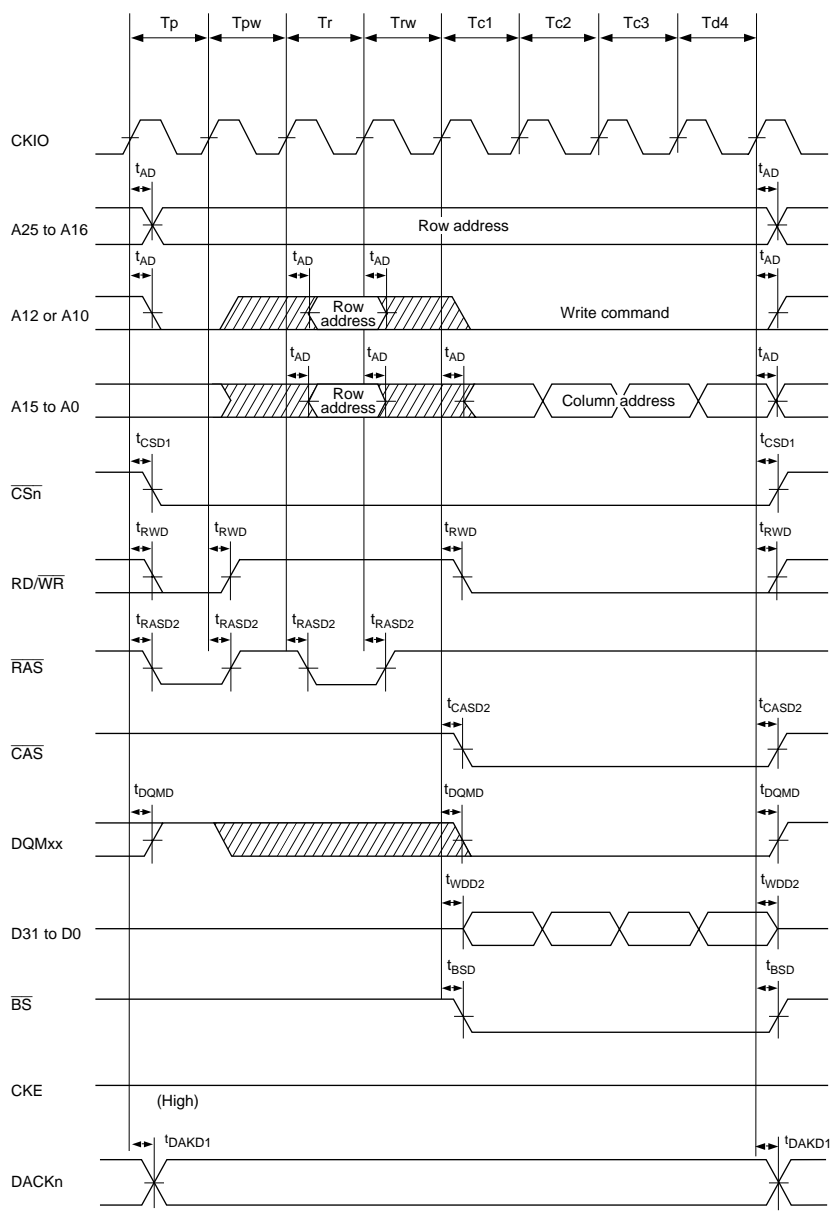 Tp Tpw Tr Trw Tc1 Tc2 Tc3 Td4
CKIO
tAD tAD
A25 to A16 Row address
tAD tAD tAD tAD
A12 or A10 Row address Write command
tAD tAD tAD tAD
A15 to A0 Row address Column address
tCSD1 tCSD1
CSn
tRWD tRWD tRWD tRWD
RD/WR
tRASD2 tRASD2 tRASD2 tRASD2
RAS
tCASD2 tCASD2
CAS
tDQMD tDQMD tDQMD
DQMxx
tWDD2 tWDD2
D31 to D0
tBSD tBSD
BS
CKE
(High)
tDAKD1 tDAKD1
DACKn